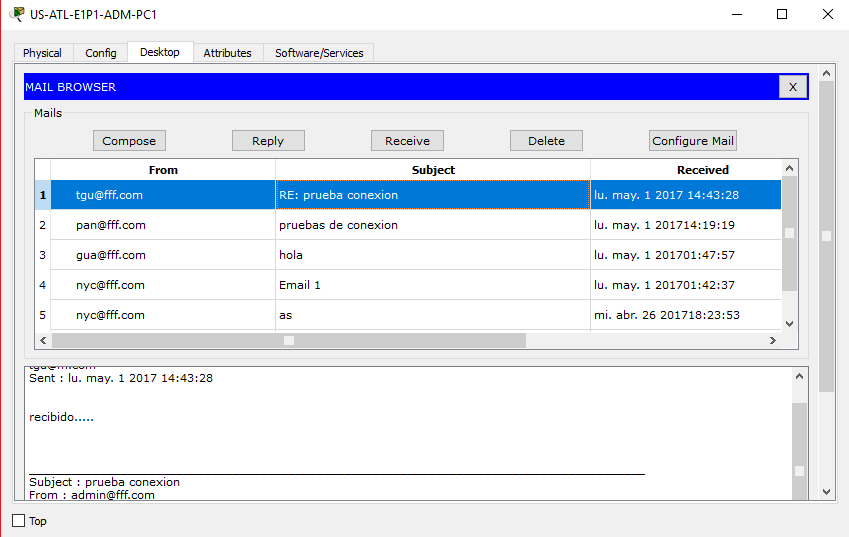 US-ATL-E1P1-ADM-PC1
Physical Config Desktop Attributes Software/Services
MAIL BROWSER X
Mails
Compose Reply Receive Delete Configure Mail
From Subject Received
1 tgu@fff.com RE: prueba conexion lu. may. 1 2017 14:43:28
2 pan@fff.com pruebas de conexion lu. may. 1 201714:19:19
3 gua@fff.com hola lu. may. 1 201701:47:57
4 nyc@fff.com Email 1 lu. may. 1 201701:42:37
5 nyc@fff.com as mi. abr. 26 201718:23:53
tgu@fff.com
Sent : lu. may. 1 2017 14:43:28
recibido.....
Subject : prueba conexion
From : admin@fff.com
Top